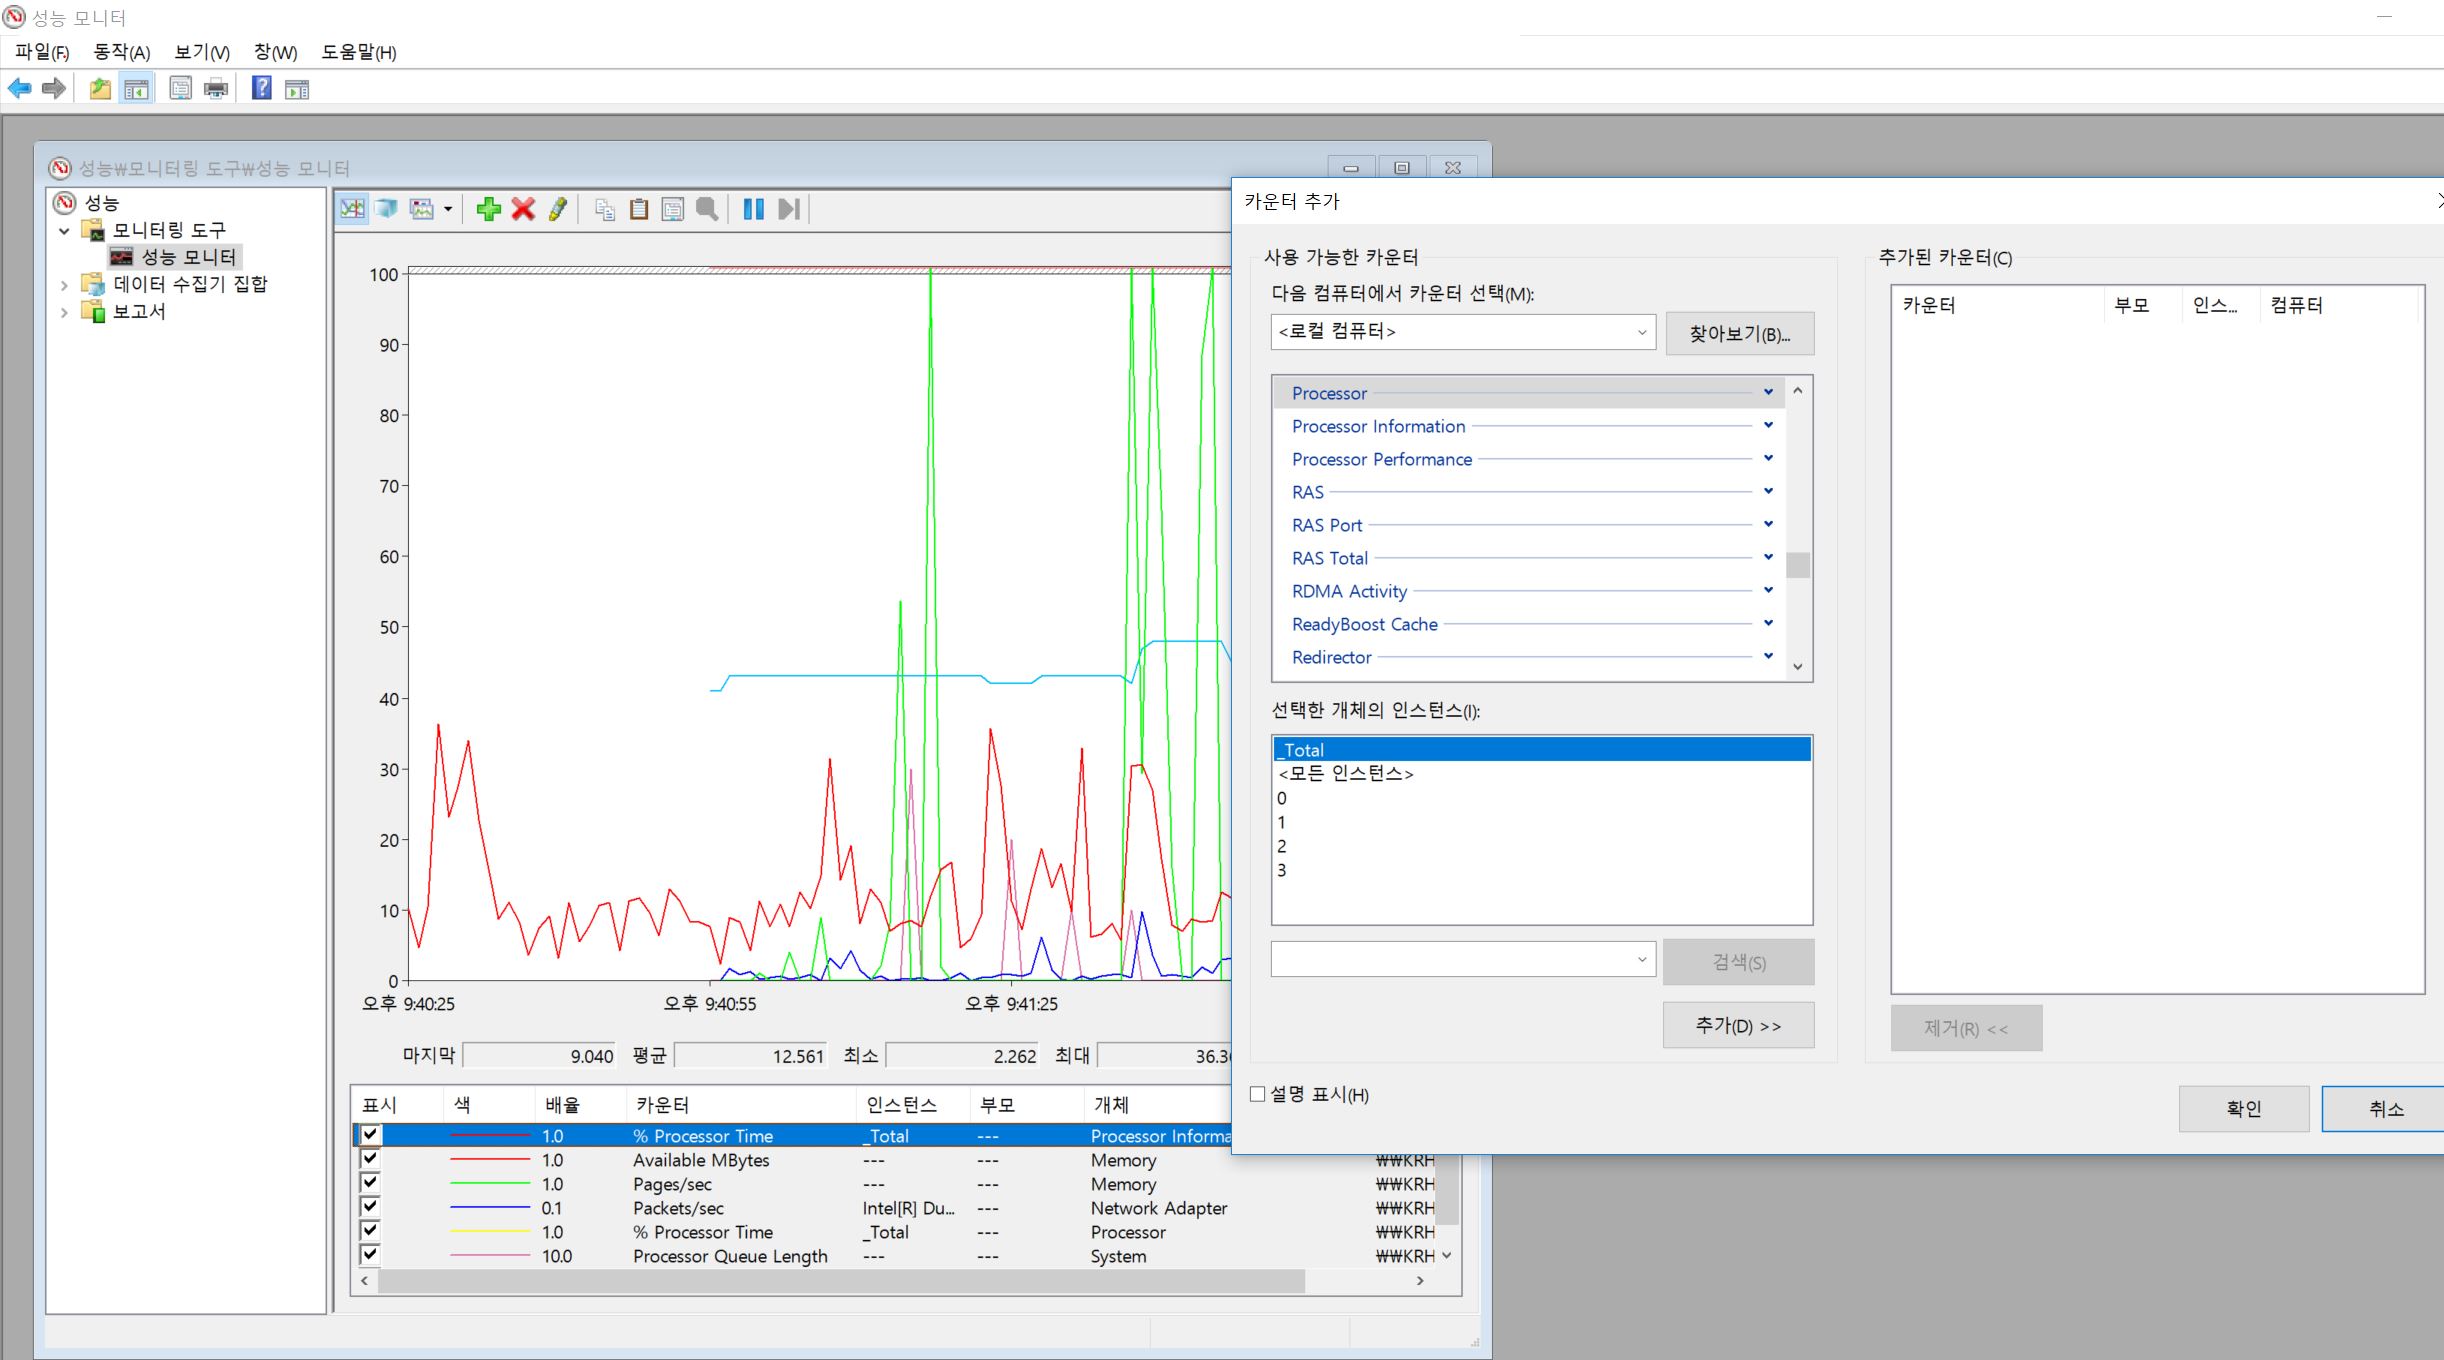 성능 모니터
파일(F) 동작(A) 보기(V) 창(W) 도움말(H)
성능₩모니터링 도구₩성능 모니터
성능
모니터링 도구
성능 모니터
데이터 수집기 집합
보고서
100
90
80
70
60
50
40
30
20
10
0
오후 9:40:25 오후 9:40:55 오후 9:41:25
마지막 9.040 평균 12.561 최소 2.262 최대
표시 색 배율 카운터 인스턴스 부모 개체
1.0 % Processor Time _Total --- Processor Informa
1.0 Available MBytes --- --- Memory ₩₩KRH
1.0 Pages/sec --- --- Memory ₩₩KRH
0.1 Packets/sec Intel[R] Du... --- Network Adapter ₩₩KRH
1.0 % Processor Time _Total --- Processor ₩₩KRH
10.0 Processor Queue Length --- --- System ₩₩KRH
카운터 추가
사용 가능한 카운터
다음 컴퓨터에서 카운터 선택(M):
<로컬 컴퓨터> 찾아보기(B)...
Processor
Processor Information
Processor Performance
RAS
RAS Port
RAS Total
RDMA Activity
ReadyBoost Cache
Redirector
선택한 개체의 인스턴스(I):
_Total
<모든 인스턴스>
0
1
2
3
검색(S)
추가(D) >>
설명 표시(H)
추가된 카운터(C)
카운터 부모 인스... 컴퓨터
제거(R) <<
확인 취소